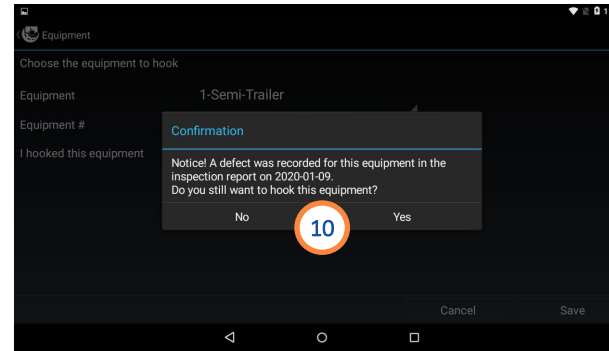 1
Equipment
Choose the equipment to hook
Equipment 1-Semi-Trailer
Equipment #
I hooked this equipment
Confirmation
Notice! A defect was recorded for this equipment in the
inspection report on 2020-01-09.
Do you still want to hook this equipment?
No Yes
10
Cancel Save